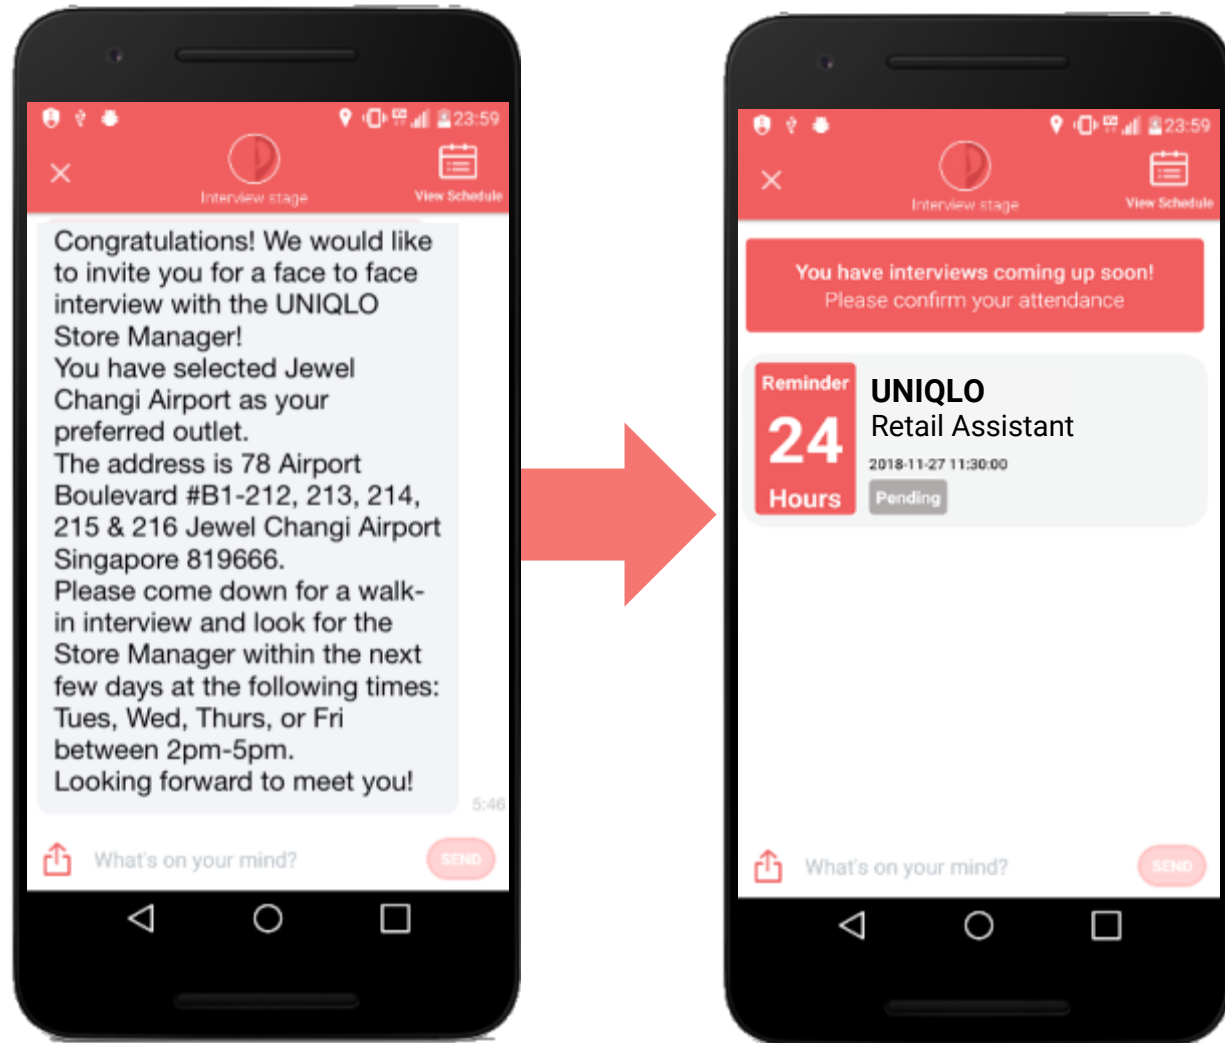 23:59
Interview stage
View Schedule
Congratulations! We would like
to invite you for a face to face
interview with the UNIQLO
Store Manager!
You have selected Jewel
Changi Airport as your
preferred outlet.
The address is 78 Airport
Boulevard #B1-212, 213, 214,
215 & 216 Jewel Changi Airport
Singapore 819666.
Please come down for a walk-
in interview and look for the
Store Manager within the next
few days at the following times:
Tues, Wed, Thurs, or Fri
between 2pm-5pm.
Looking forward to meet you!
5:46
What's on your mind?
SEND
23:59
Interview stage
View Schedule
You have interviews coming up soon!
Please confirm your attendance
Reminder
24
Hours
UNIQLO
Retail Assistant
2018-11-27 11:30:00
Pending
What's on your mind?
SEND